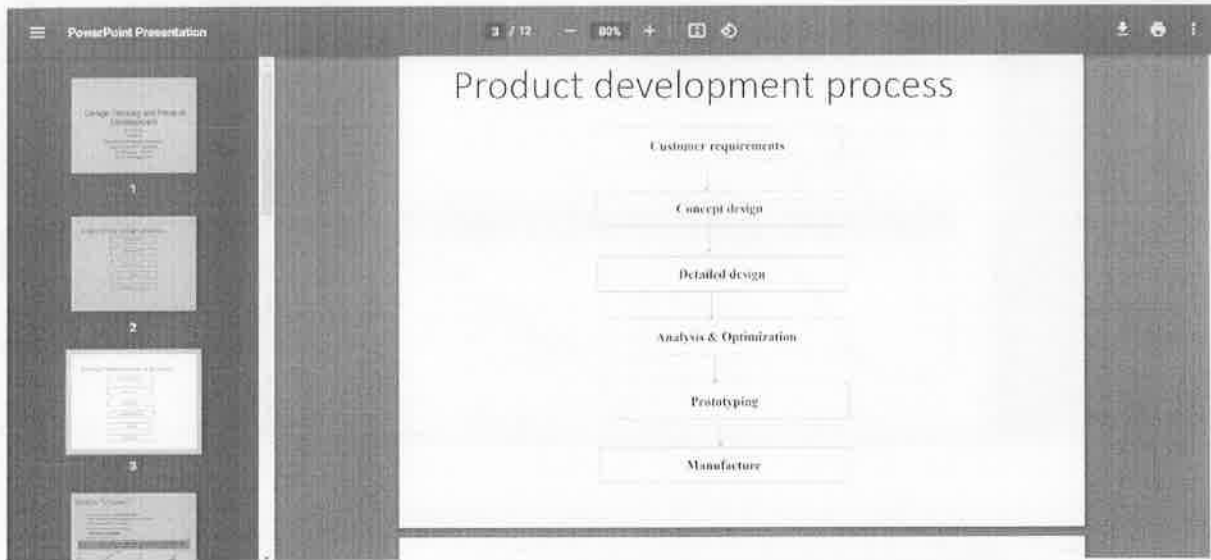 PowerPoint Presentation
3 / 12
80%
Product development process
Customer requirements
Concept design
Detailed design
Analysis & Optimization
Prototyping
Manufacture
1
2
3